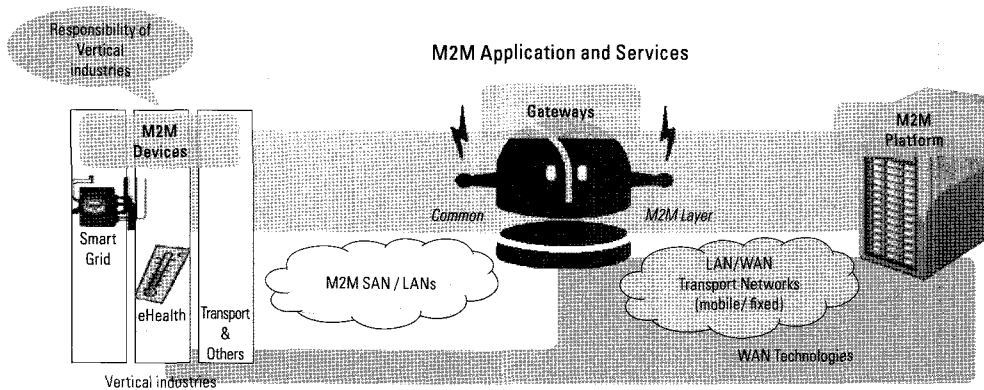 Responsibility of
Vertical
industries
M2M Application and Services
Gateways
M2M
Platform
M2M
Devices
Common
M2M Layer
Smart
Grid
eHealth
Transport
&
Others
M2M SAN / LANs
LAN/WAN
Transport Networks
(mobile/ fixed)
WAN Technologies
Vertical industries